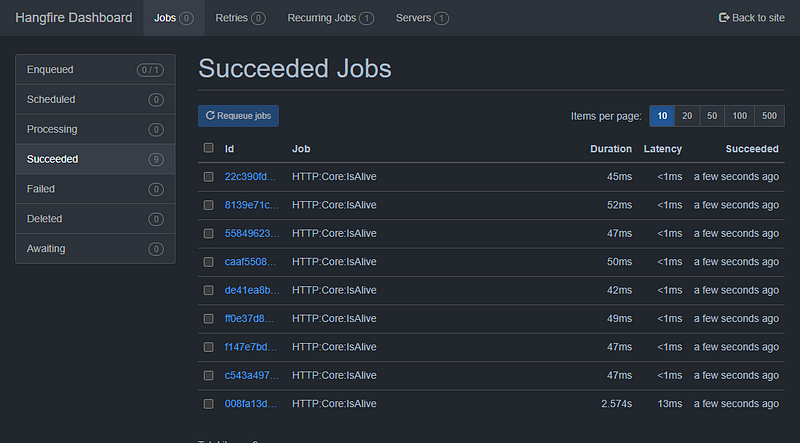 Hangfire Dashboard Jobs 0 Retries 0 Recurring Jobs 1 Servers 1 Back to site
Enqueued 0 / 1
Scheduled 0
Processing 0
Succeeded 9
Failed 0
Deleted 0
Awaiting 0
Succeeded Jobs
Requeue jobs Items per page: 10 20 50 100 500
Id Job Duration Latency Succeeded
22c390fd... HTTP:Core:IsAlive 45ms <1ms a few seconds ago
8139e71c... HTTP:Core:IsAlive 52ms <1ms a few seconds ago
55849623... HTTP:Core:IsAlive 47ms <1ms a few seconds ago
caaf5508... HTTP:Core:IsAlive 50ms <1ms a few seconds ago
de41ea8b... HTTP:Core:IsAlive 42ms <1ms a few seconds ago
ff0e37d8... HTTP:Core:IsAlive 49ms <1ms a few seconds ago
f147e7bd... HTTP:Core:IsAlive 47ms <1ms a few seconds ago
c543a497... HTTP:Core:IsAlive 47ms <1ms a few seconds ago
008fa13d... HTTP:Core:IsAlive 2.574s 13ms a few seconds ago